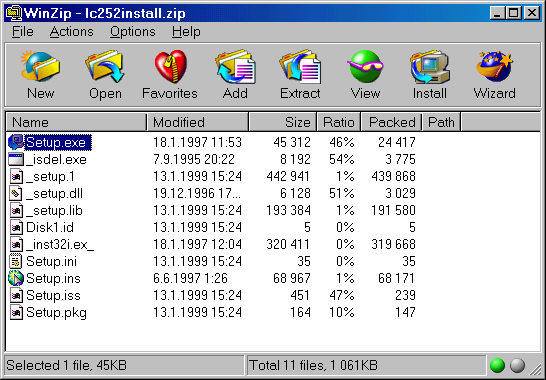 WinZip - lc252install.zip
File Actions Options Help
New Open Favorites Add Extract View Install Wizard
Name Modified Size Ratio Packed Path
Setup.exe 18.1.1997 11:53 45 312 46% 24 417
_isdel.exe 7.9.1995 20:22 8 192 54% 3 775
_setup.1 13.1.1999 15:24 442 941 1% 439 868
_setup.dll 19.12.1996 17... 6 128 51% 3 029
_setup.lib 13.1.1999 15:24 193 384 1% 191 580
Disk1.id 13.1.1999 15:24 5 0% 5
_inst32i.ex_ 18.1.1997 12:04 320 411 0% 319 668
Setup.ini 13.1.1999 15:24 35 0% 35
Setup.ins 6.6.1997 1:26 68 967 1% 68 171
Setup.iss 13.1.1999 15:24 451 47% 239
Setup.pkg 13.1.1999 15:24 164 10% 147
Selected 1 file, 45KB Total 11 files, 1 061KB